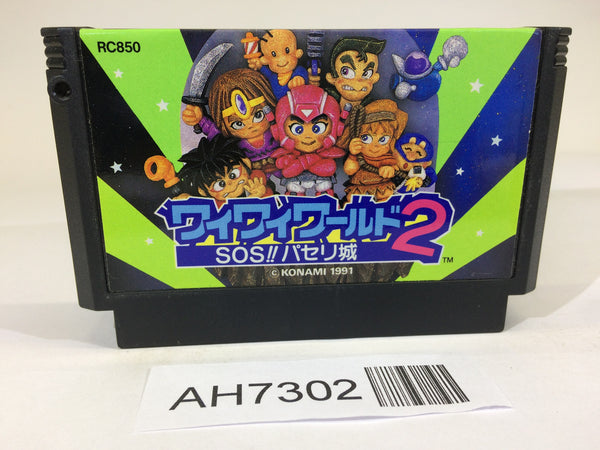 RC850
ワイワイワールド2
SOS!! パセリ城
TM
© KONAMI 1991
AH7302